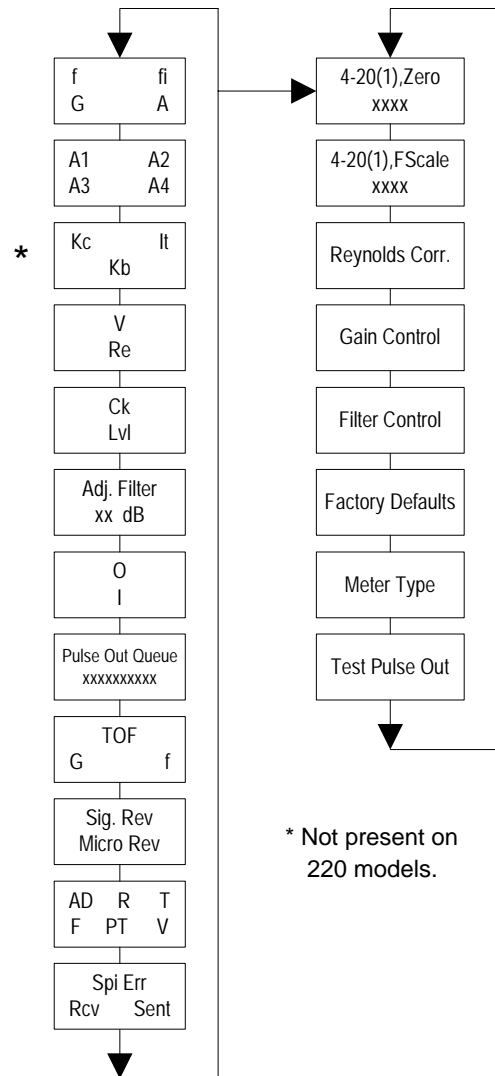 f fi
G A
A1 A2
A3 A4
*
Kc It
Kb
V
Re
Ck
Lvl
Adj. Filter
xx dB
O
I
Pulse Out Queue
xxxxxxxxxx
TOF
G f
Sig. Rev
Micro Rev
AD R T
F PT V
Spi Err
Rcv Sent
4-20(1),Zero
xxxx
4-20(1),FScale
xxxx
Reynolds Corr.
Gain Control
Filter Control
Factory Defaults
Meter Type
Test Pulse Out
* Not present on
220 models.